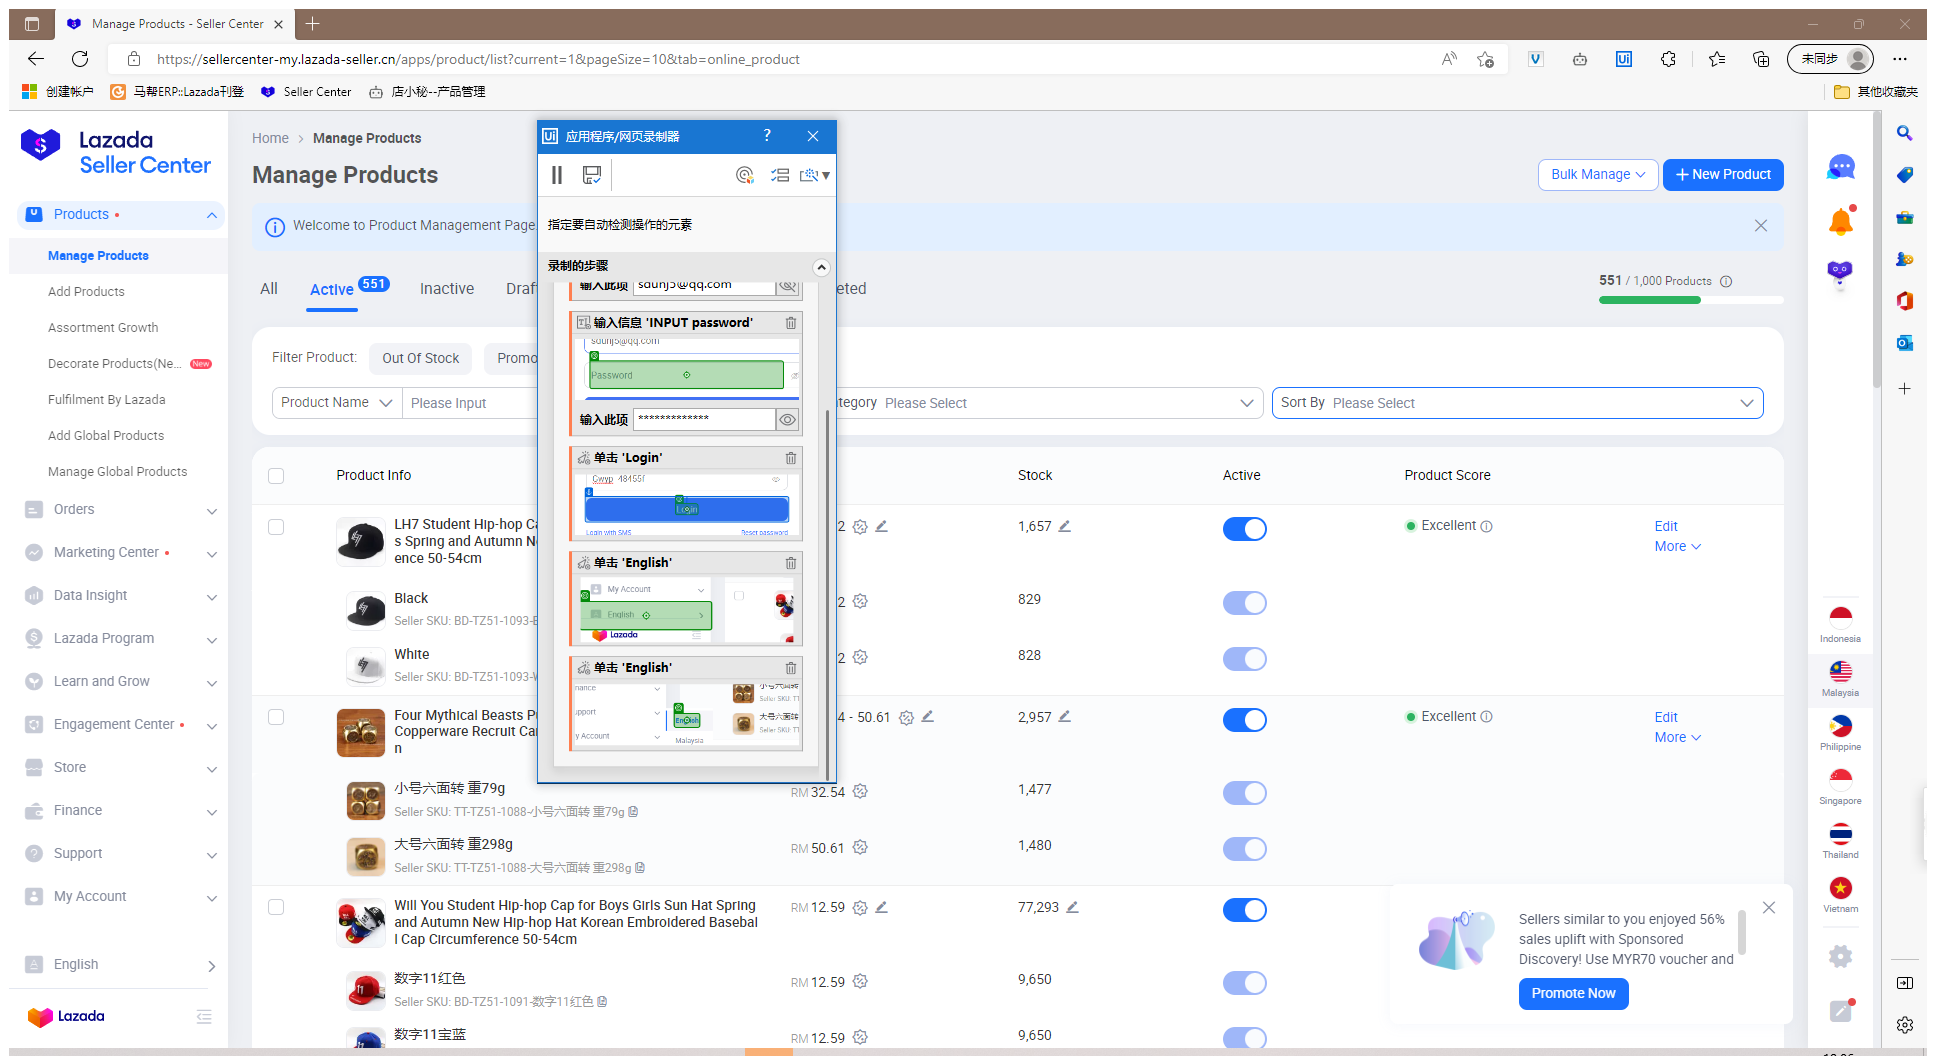 Manage Products - Seller Center
https://sellercenter-my.lazada-seller.cn/apps/product/list?current=1&pageSize=10&tab=online_product
未同步
创建帐户
马帮ERP::Lazada刊登
Seller Center
店小秘--产品管理
其他收藏夹
Lazada
Seller Center
Products
Manage Products
Add Products
Assortment Growth
Decorate Products(Ne...
New
Fulfilment By Lazada
Add Global Products
Manage Global Products
Orders
Marketing Center
Data Insight
Lazada Program
Learn and Grow
Engagement Center
Store
Finance
Support
My Account
English
Lazada
Home > Manage Products
Manage Products
Bulk Manage
+ New Product
Welcome to Product Management Page
All
Active 551
Inactive
Draf
eted
551 / 1,000 Products
Filter Product:
Out Of Stock
Promo
Product Name
Please Input
tegory Please Select
Sort By Please Select
Product Info
Stock
Active
Product Score
LH7 Student Hip-hop Ca
s Spring and Autumn N
ence 50-54cm
2
1,657
Excellent
Edit
More
Black
Seller SKU: BD-TZ51-1093-B
2
829
White
Seller SKU: BD-TZ51-1093-W
2
828
Four Mythical Beasts P
Copperware Recruit Ca
n
4 - 50.61
2,957
Excellent
Edit
More
小号六面转 重79g
Seller SKU: TT-TZ51-1088-小号六面转 重79g
RM 32.54
1,477
大号六面转 重298g
Seller SKU: TT-TZ51-1088-大号六面转 重298g
RM 50.61
1,480
Will You Student Hip-hop Cap for Boys Girls Sun Hat Spring
and Autumn New Hip-hop Hat Korean Embroidered Basebal
l Cap Circumference 50-54cm
RM 12.59
77,293
数字11红色
Seller SKU: BD-TZ51-1091-数字11红色
RM 12.59
9,650
数字11宝蓝
RM 12.59
9,650
Ui 应用程序/网页录制器
?
指定要自动检测操作的元素
录制的步骤
输入此项 sdunj5@qq.com
输入信息 'INPUT password'
sdunj5@qq.com
Password
输入此项 *************
单击 'Login'
Login
Login with SMS
Reset password
单击 'English'
My Account
English
Lazada
单击 'English'
nance
upport
y Account
English
Malaysia
小号六面转
Seller SKU: TT
大号六面转
Seller SKU: TT
Indonesia
Malaysia
Philippine
Singapore
Thailand
Vietnam
Sellers similar to you enjoyed 56%
sales uplift with Sponsored
Discovery! Use MYR70 voucher and
Promote Now